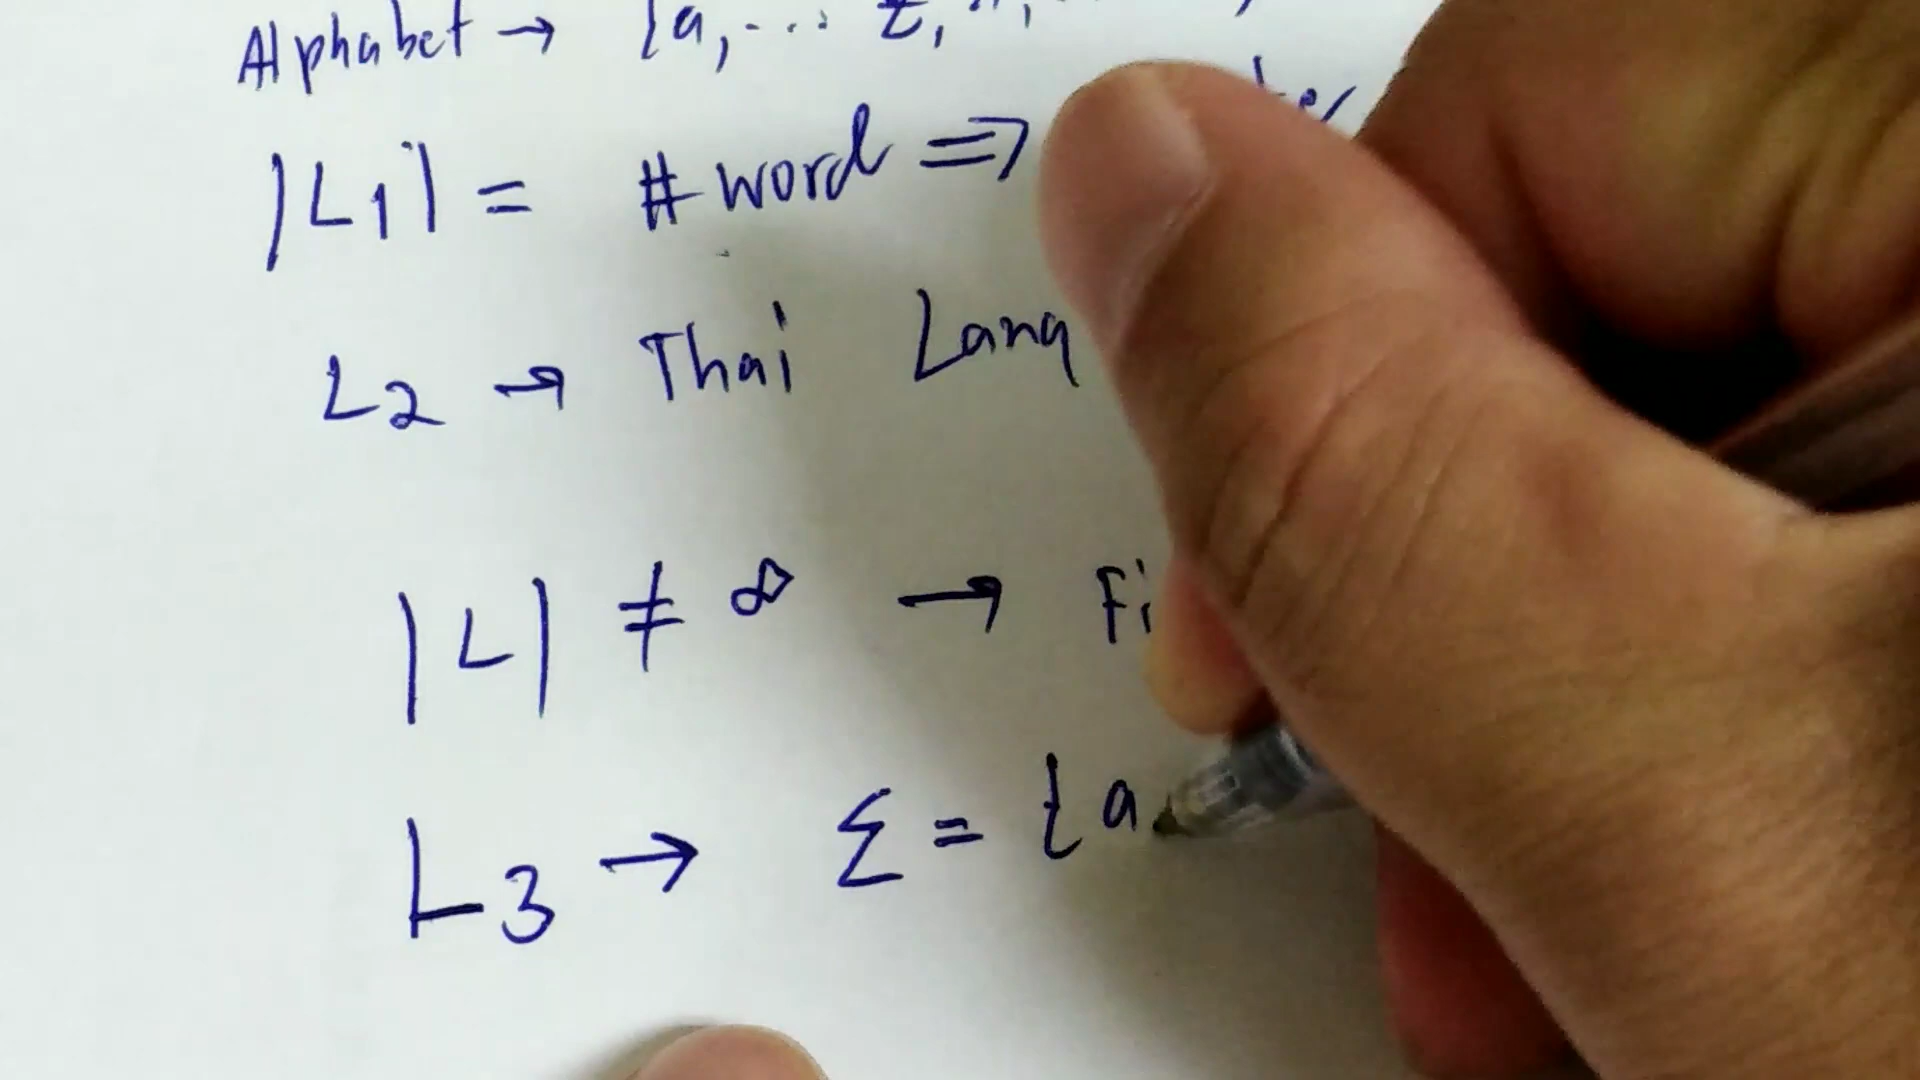 Alphabet → {a, ... z,
|L1| = # word ⇒
L2 → Thai Lang
|L| ≠ ∞ → Fi
L3 → Σ = {a,